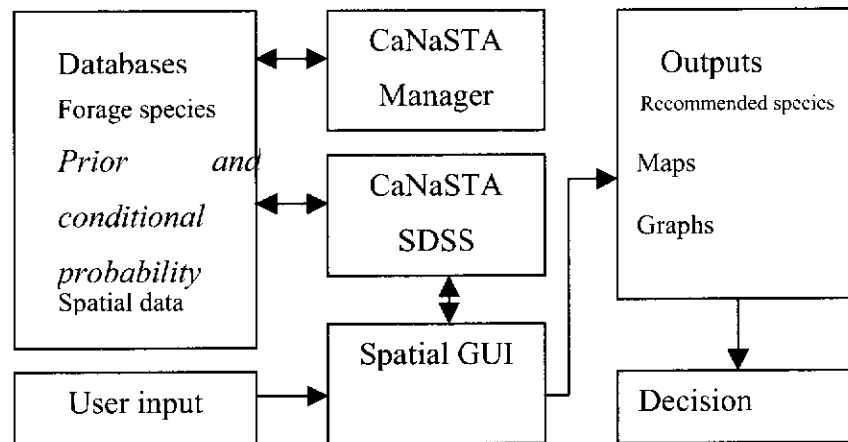 Databases
Forage species
Prior and
conditional
probability
Spatial data
CaNaSTA
Manager
CaNaSTA
SDSS
Spatial GUI
User input
Outputs
Recommended species
Maps
Graphs
Decision